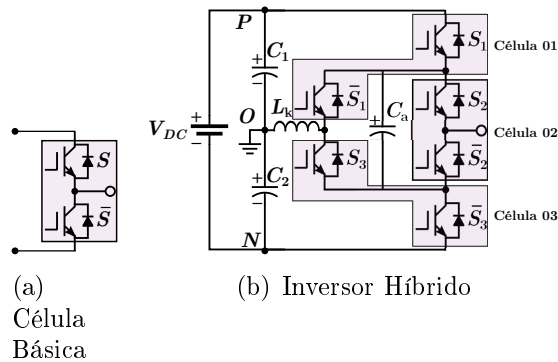 P
C₁
S₁
Célula 01
S̄₁
O
Lₖ
Cₐ
S₂
V_DC
Célula 02
S̄₂
S
S₃
C₂
S̄
Célula 03
N
S̄₃
+
−
+
−
+
−
+
(a)
Célula
Básica
(b) Inversor Híbrido